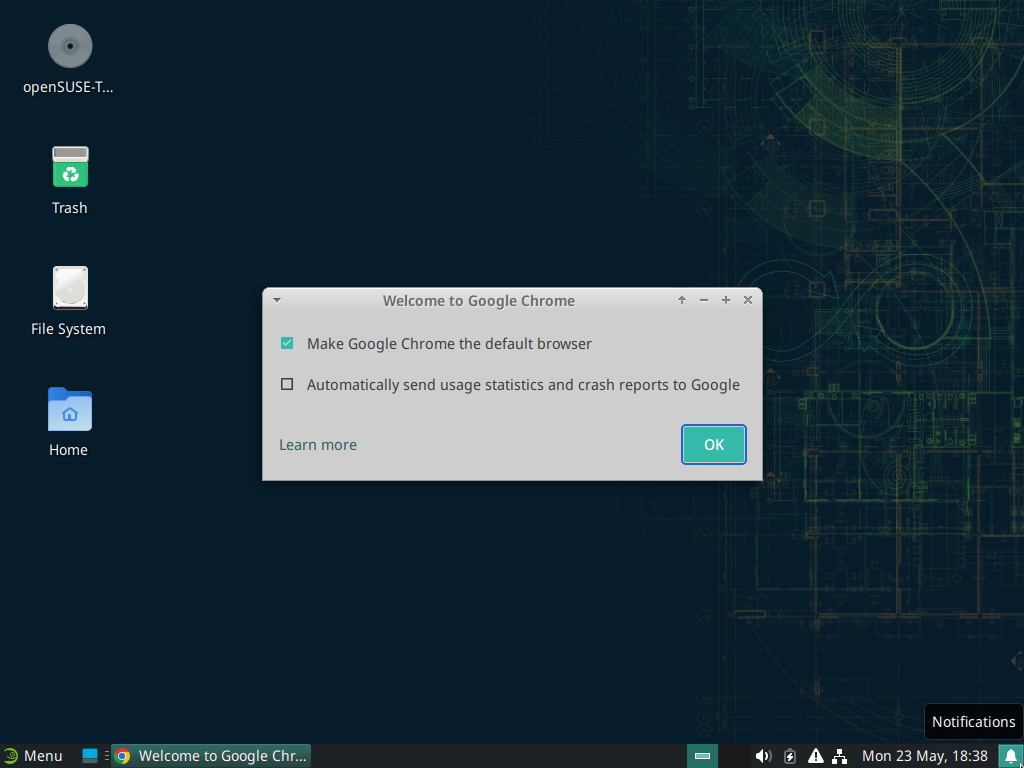 openSUSE-T...
Trash
File System
Home
Welcome to Google Chrome
Make Google Chrome the default browser
Automatically send usage statistics and crash reports to Google
Learn more
OK
Notifications
Menu
Welcome to Google Chr...
Mon 23 May, 18:38